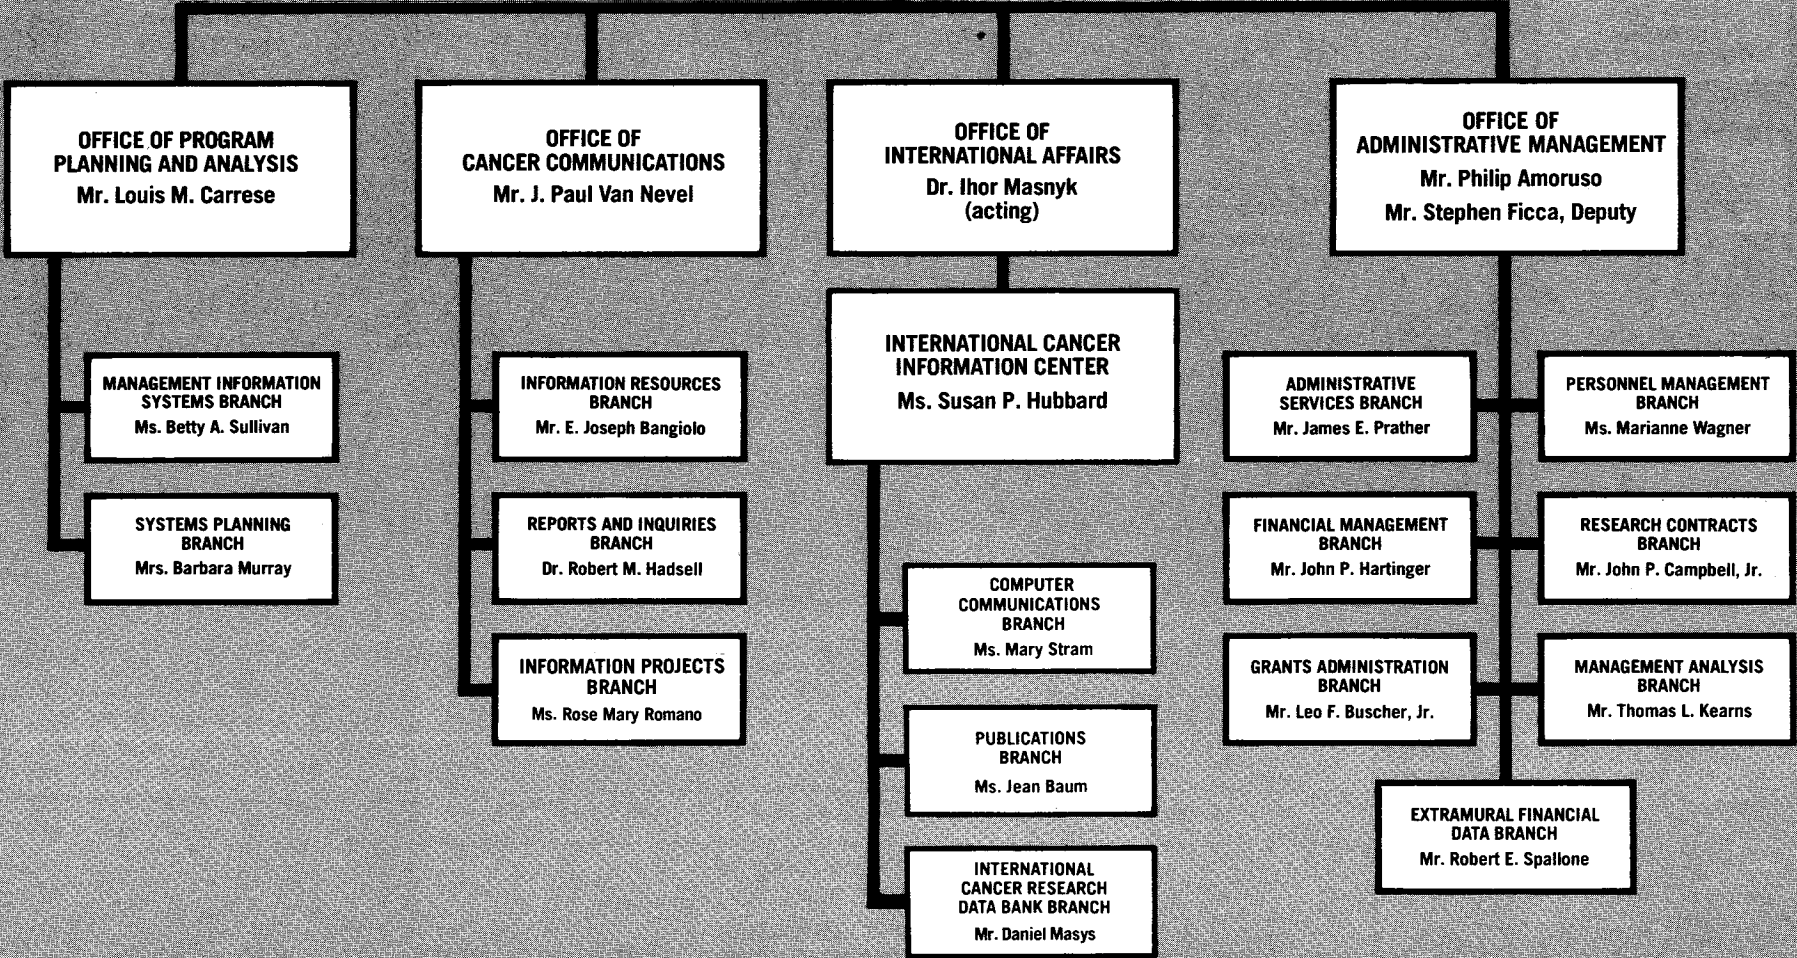 OFFICE OF PROGRAM
PLANNING AND ANALYSIS
Mr. Louis M. Carrese
MANAGEMENT INFORMATION
SYSTEMS BRANCH
Ms. Betty A. Sullivan
SYSTEMS PLANNING
BRANCH
Mrs. Barbara Murray
OFFICE OF
CANCER COMMUNICATIONS
Mr. J. Paul Van Nevel
INFORMATION RESOURCES
BRANCH
Mr. E. Joseph Bangiolo
REPORTS AND INQUIRIES
BRANCH
Dr. Robert M. Hadsell
INFORMATION PROJECTS
BRANCH
Ms. Rose Mary Romano
OFFICE OF
INTERNATIONAL AFFAIRS
Dr. Ihor Masnyk
(acting)
INTERNATIONAL CANCER
INFORMATION CENTER
Ms. Susan P. Hubbard
COMPUTER
COMMUNICATIONS
BRANCH
Ms. Mary Stram
PUBLICATIONS
BRANCH
Ms. Jean Baum
INTERNATIONAL
CANCER RESEARCH
DATA BANK BRANCH
Mr. Daniel Masys
OFFICE OF
ADMINISTRATIVE MANAGEMENT
Mr. Philip Amoruso
Mr. Stephen Ficca, Deputy
ADMINISTRATIVE
SERVICES BRANCH
Mr. James E. Prather
PERSONNEL MANAGEMENT
BRANCH
Ms. Marianne Wagner
FINANCIAL MANAGEMENT
BRANCH
Mr. John P. Hartinger
RESEARCH CONTRACTS
BRANCH
Mr. John P. Campbell, Jr.
GRANTS ADMINISTRATION
BRANCH
Mr. Leo F. Buscher, Jr.
MANAGEMENT ANALYSIS
BRANCH
Mr. Thomas L. Kearns
EXTRAMURAL FINANCIAL
DATA BRANCH
Mr. Robert E. Spallone